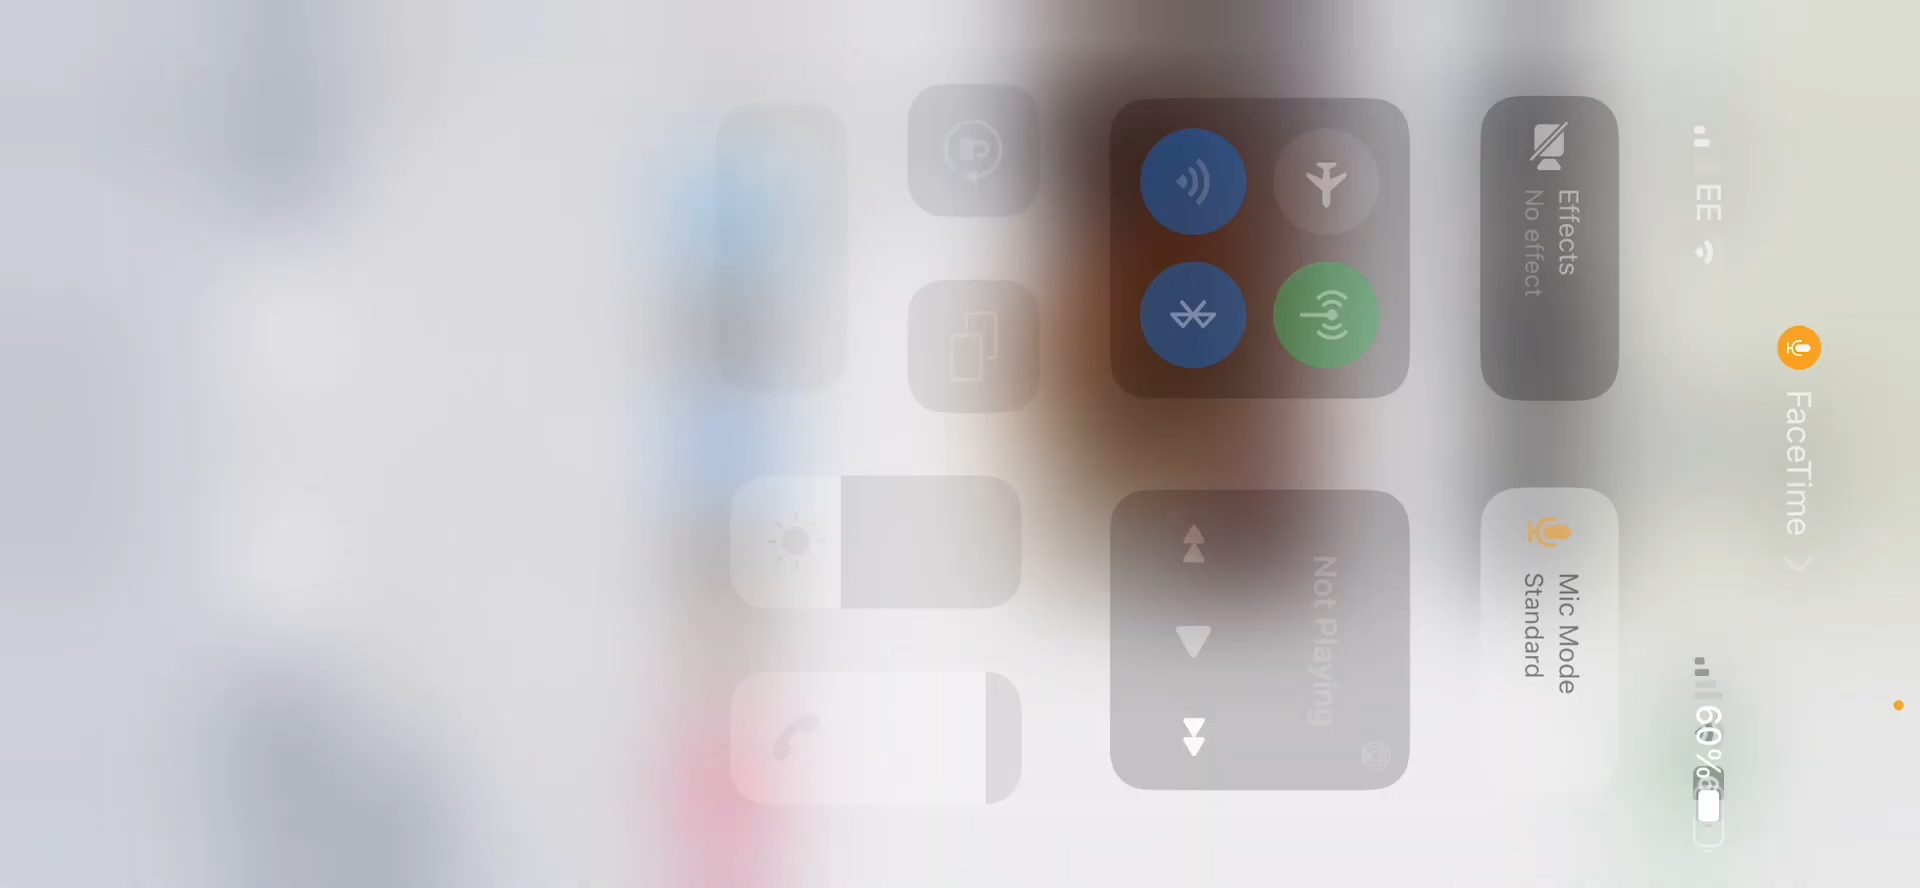 FaceTime
EE
60%
Effects
No effect
Mic Mode
Standard
Not Playing